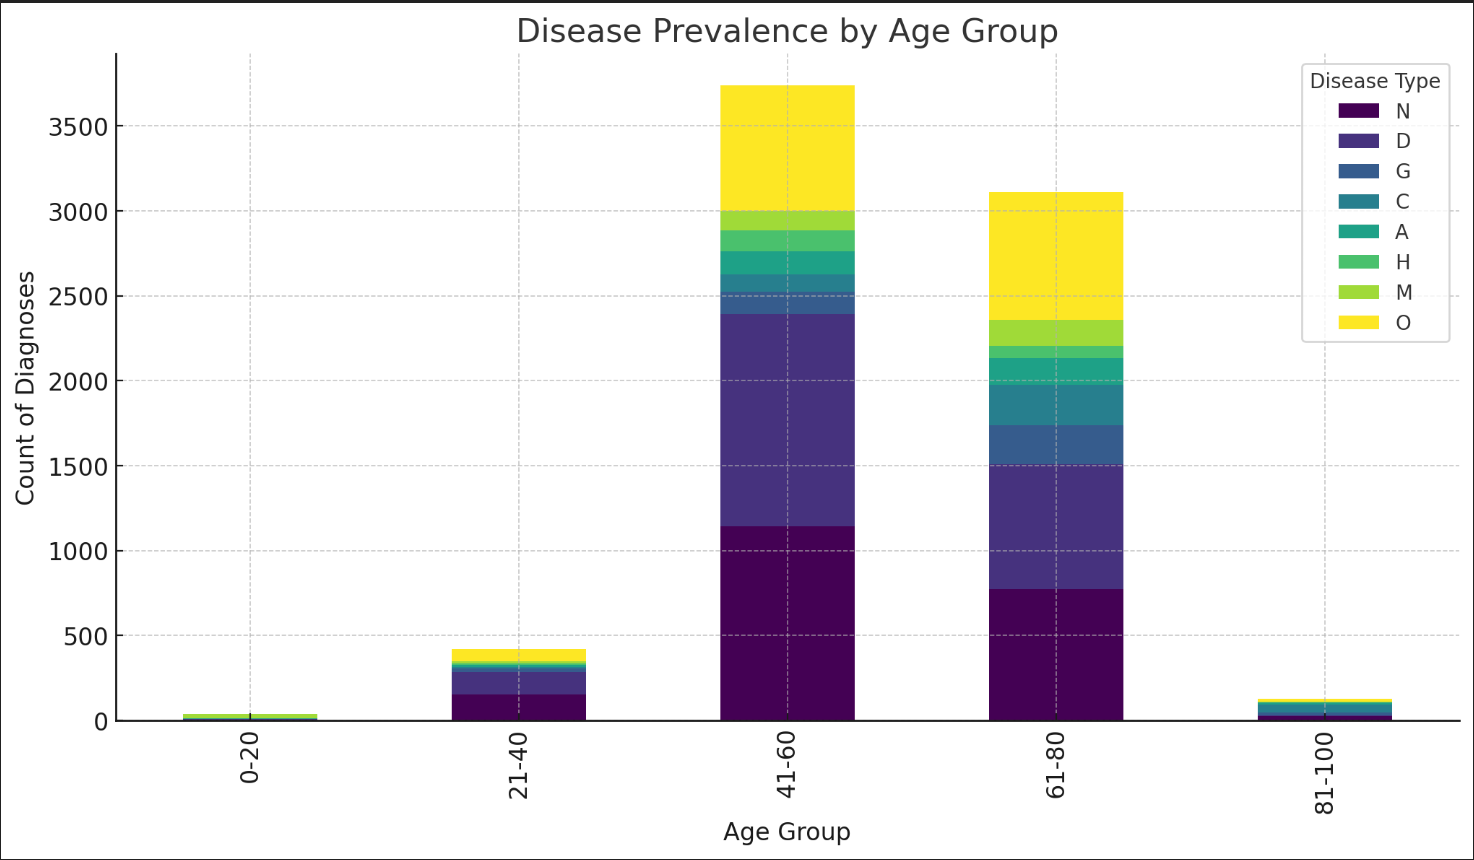 Disease Prevalence by Age Group
Disease Type
N
D
G
C
A
H
M
O
Count of Diagnoses
3500
3000
2500
2000
1500
1000
500
0
0-20
21-40
41-60
61-80
81-100
Age Group